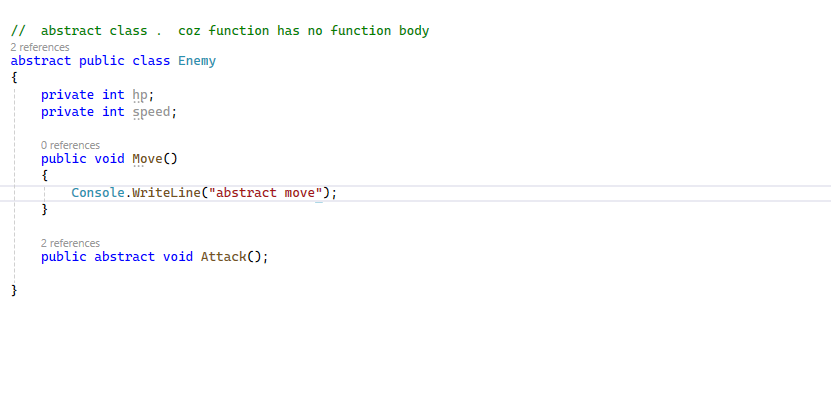 //  abstract class .  coz function has no function body
2 references
abstract public class Enemy
{
private int hp;
private int speed;
0 references
public void Move()
{
Console.WriteLine("abstract move");
}
2 references
public abstract void Attack();
}